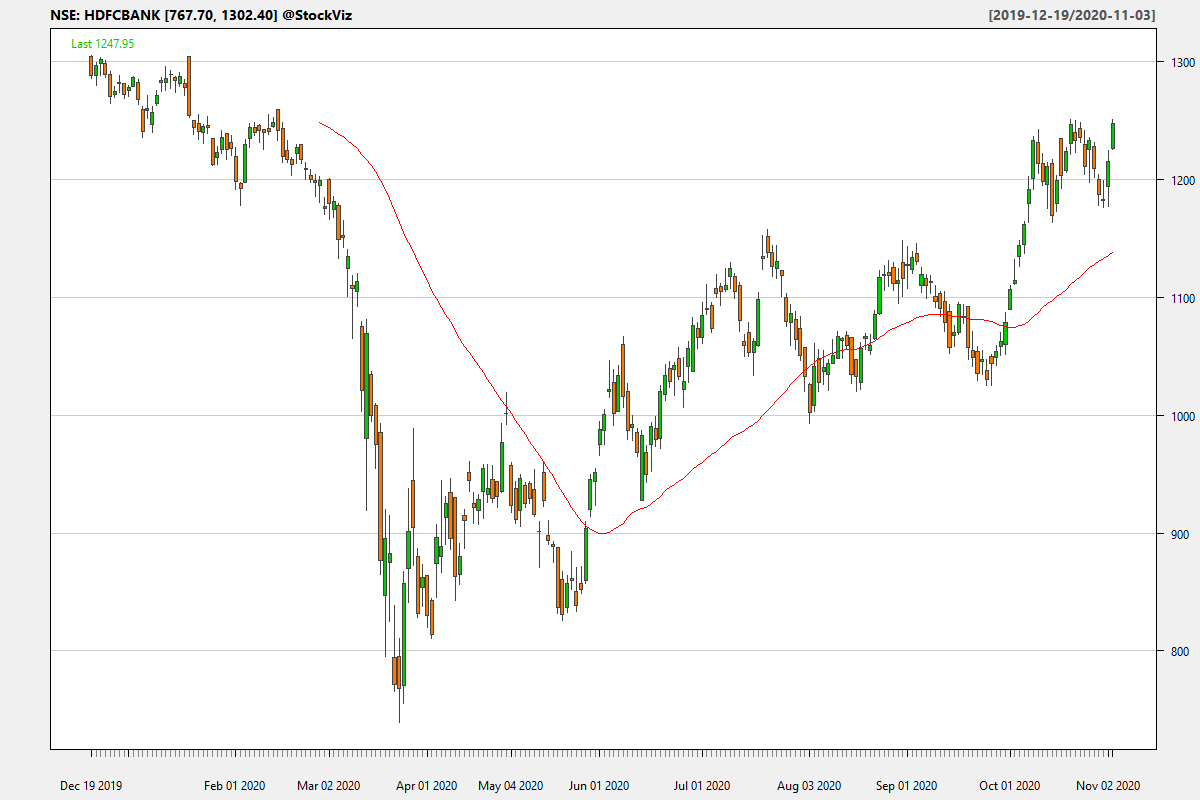 NSE: HDFCBANK [767.70, 1302.40] @StockViz
[2019-12-19/2020-11-03]
Last 1247.95
1300
1200
1100
1000
900
800
Dec 19 2019
Feb 01 2020
Mar 02 2020
Apr 01 2020
May 04 2020
Jun 01 2020
Jul 01 2020
Aug 03 2020
Sep 01 2020
Oct 01 2020
Nov 02 2020